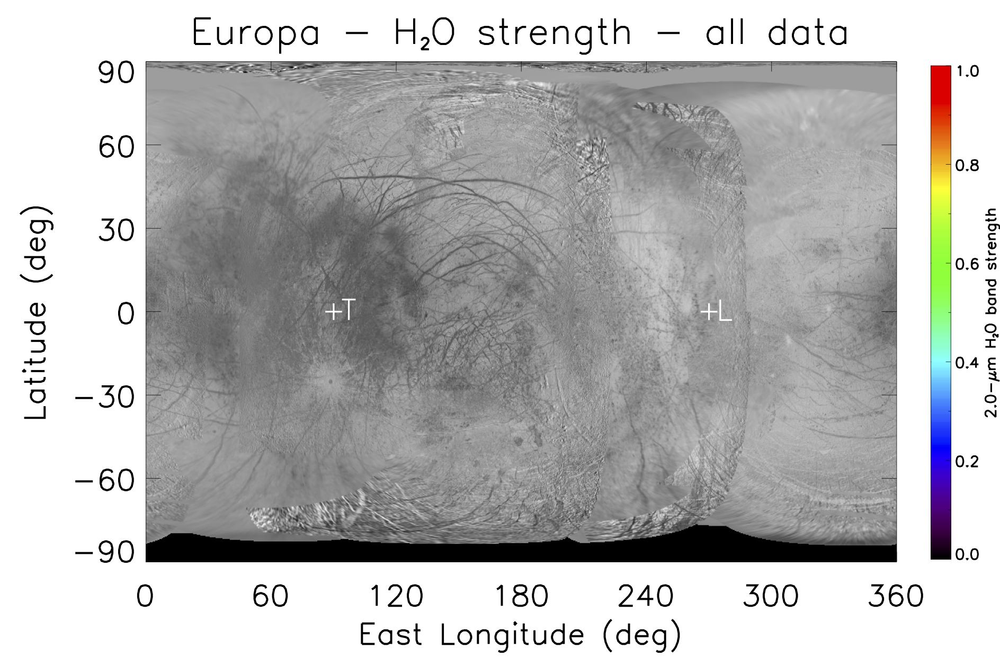 Europa – H₂O strength – all data
90
60
30
0
−30
−60
−90
Latitude (deg)
+T
+L
0 60 120 180 240 300 360
East Longitude (deg)
1.0
0.8
0.6
0.4
0.2
0.0
2.0−μm H₂O band strength